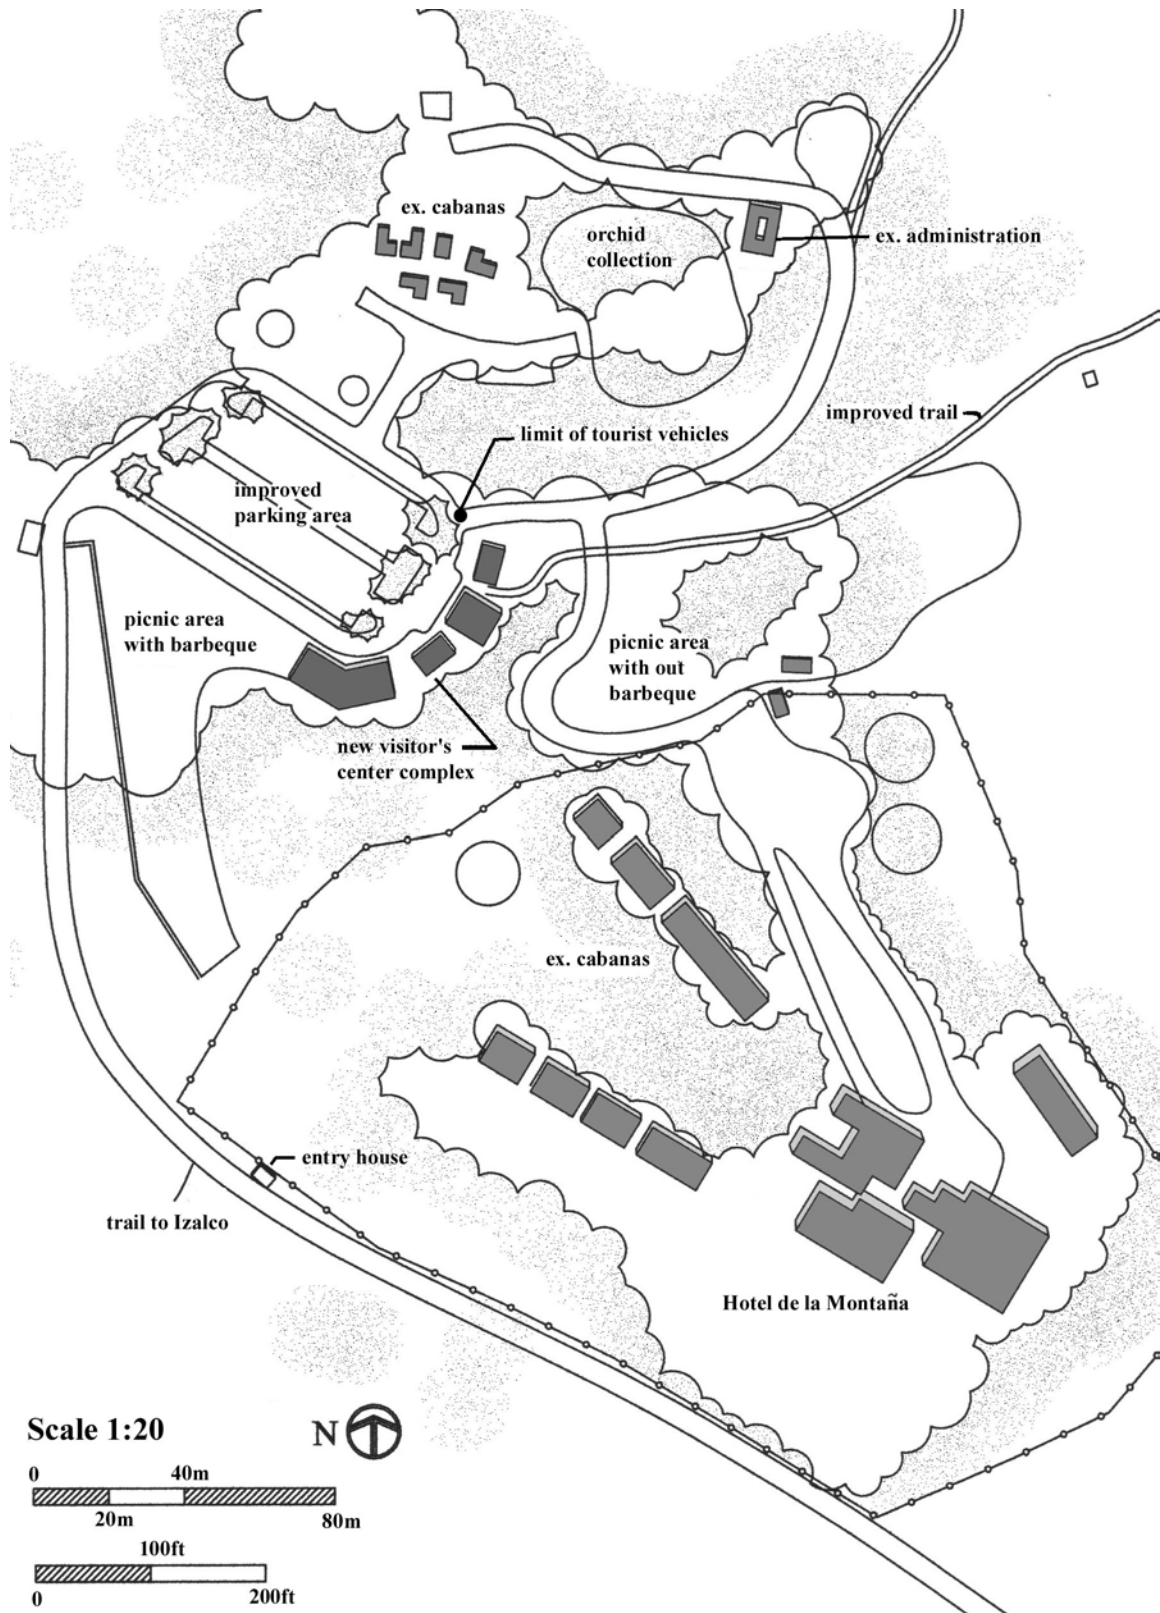 ex. cabanas
orchid
collection
ex. administration
improved trail
limit of tourist vehicles
improved
parking area
picnic area
with barbeque
picnic area
with out
barbeque
new visitor's
center complex
ex. cabanas
entry house
trail to Izalco
Hotel de la Montaña
Scale 1:20
N
0
40m
20m
80m
100ft
0
200ft